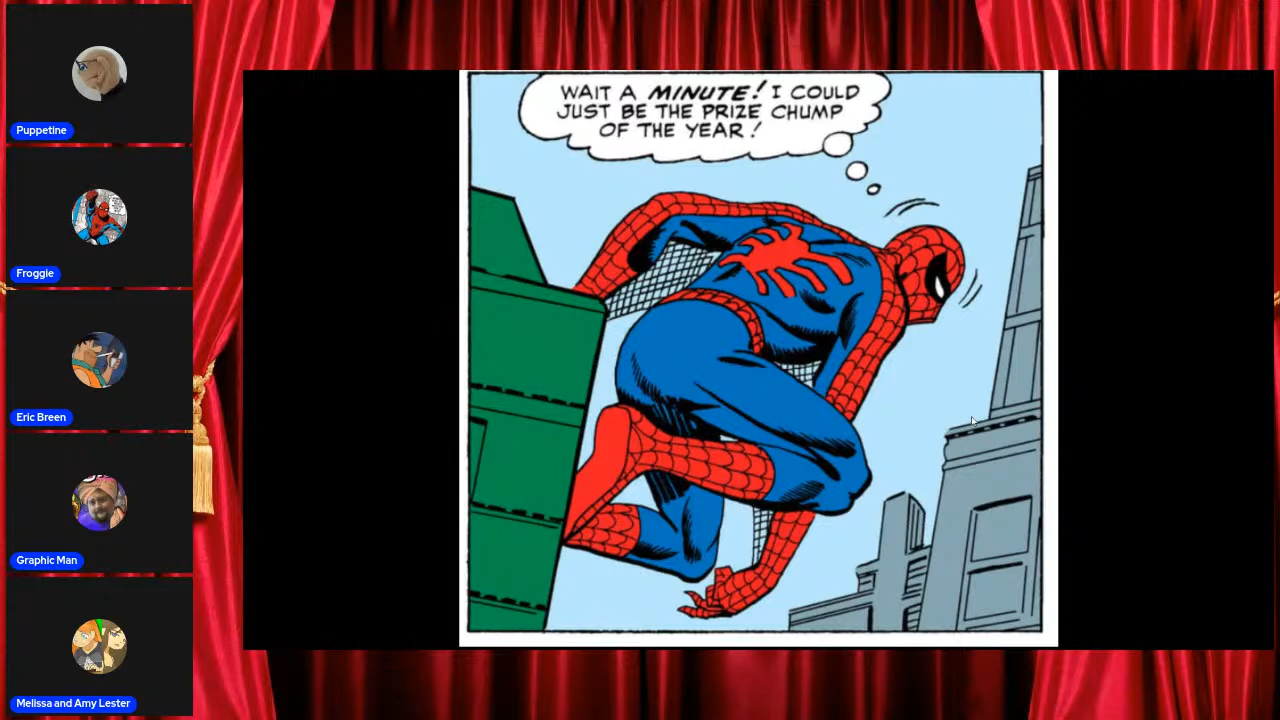 Puppetine
Froggie
Eric Breen
Graphic Man
Melissa and Amy Lester
WAIT A MINUTE! I COULD
JUST BE THE PRIZE CHUMP
OF THE YEAR!